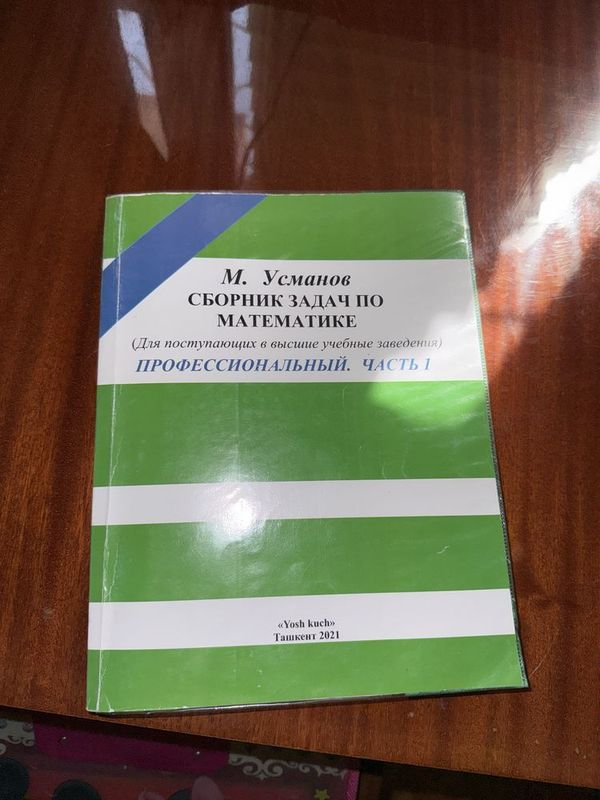 М. Усманов
СБОРНИК ЗАДАЧ ПО
МАТЕМАТИКЕ
(Для поступающих в высшие учебные заведения)
ПРОФЕССИОНАЛЬНЫЙ. ЧАСТЬ 1
«Yosh kuch»
Ташкент 2021